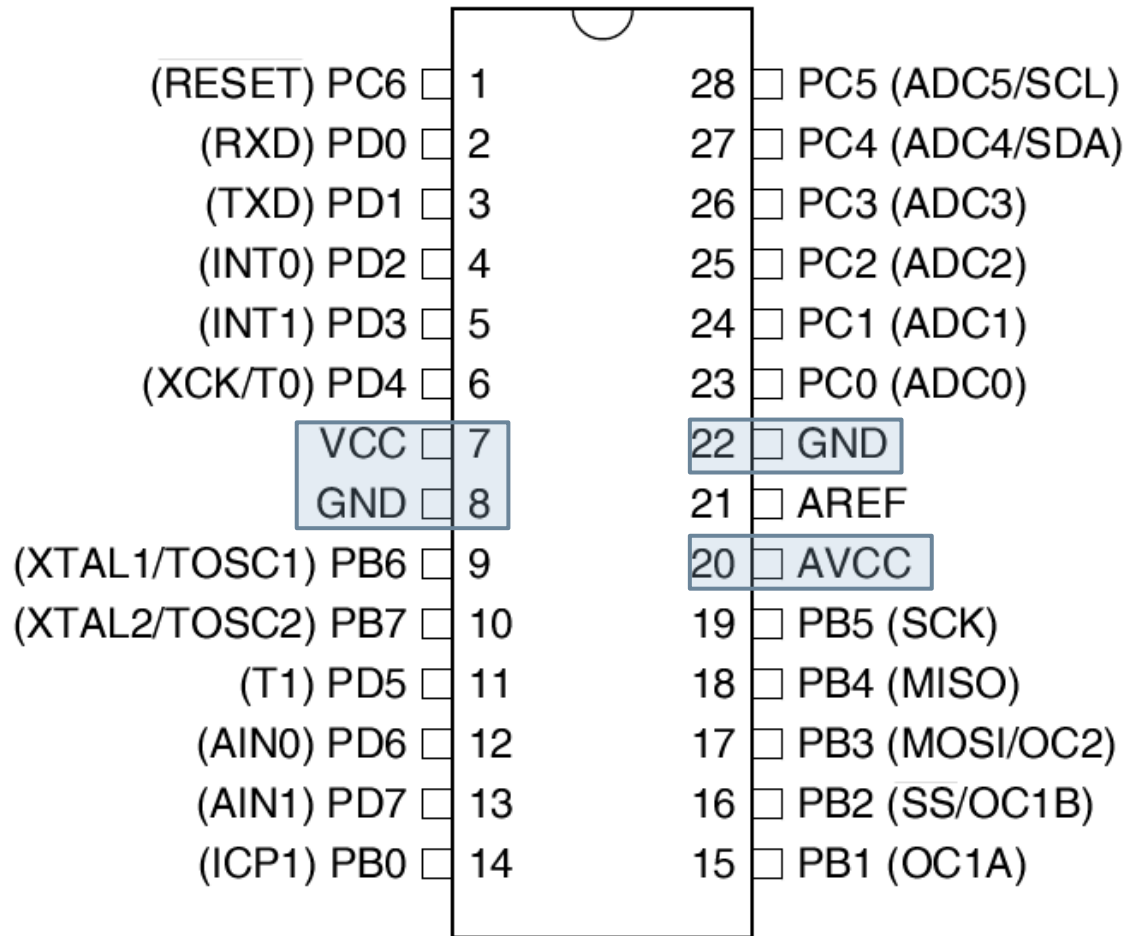 (RESET) PC6 1 28 PC5 (ADC5/SCL)
(RXD) PD0 2 27 PC4 (ADC4/SDA)
(TXD) PD1 3 26 PC3 (ADC3)
(INT0) PD2 4 25 PC2 (ADC2)
(INT1) PD3 5 24 PC1 (ADC1)
(XCK/T0) PD4 6 23 PC0 (ADC0)
VCC 7 22 GND
GND 8 21 AREF
(XTAL1/TOSC1) PB6 9 20 AVCC
(XTAL2/TOSC2) PB7 10 19 PB5 (SCK)
(T1) PD5 11 18 PB4 (MISO)
(AIN0) PD6 12 17 PB3 (MOSI/OC2)
(AIN1) PD7 13 16 PB2 (SS/OC1B)
(ICP1) PB0 14 15 PB1 (OC1A)